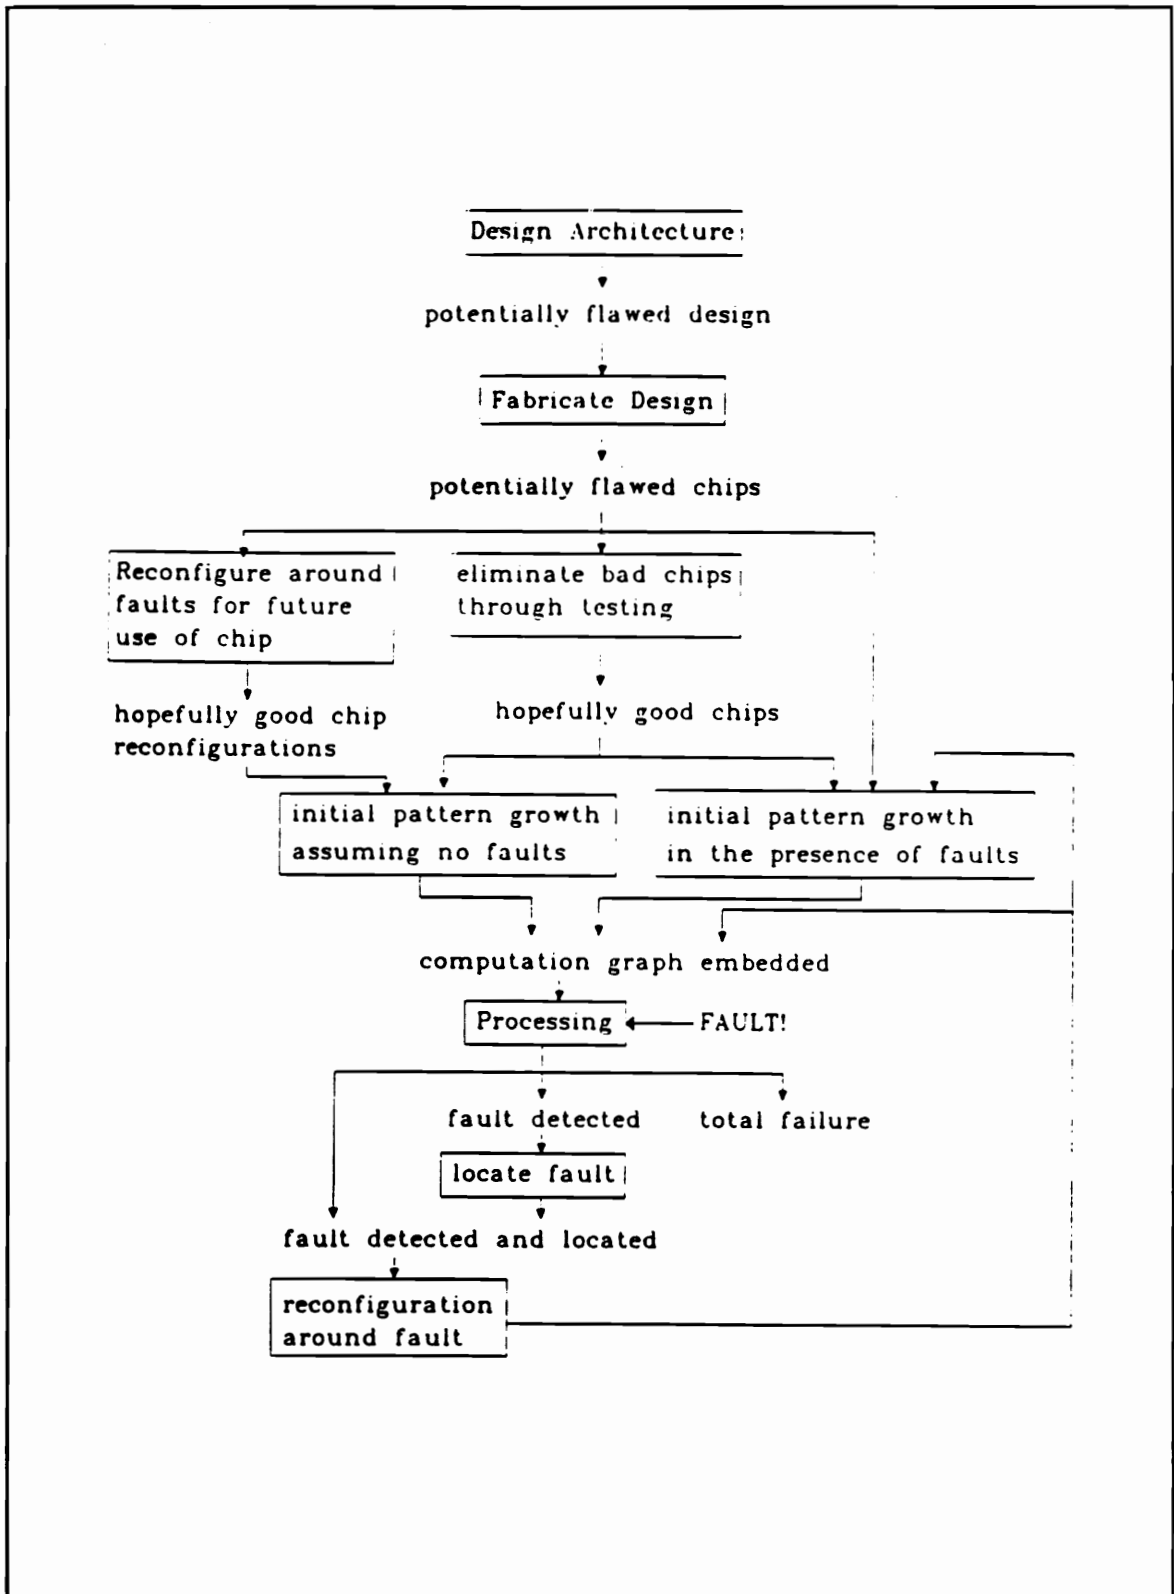 Design Architecture
potentially flawed design
Fabricate Design
potentially flawed chips
Reconfigure around
faults for future
use of chip
eliminate bad chips
through testing
hopefully good chip
reconfigurations
hopefully good chips
initial pattern growth
assuming no faults
initial pattern growth
in the presence of faults
computation graph embedded
Processing
FAULT!
fault detected
total failure
locate fault
fault detected and located
reconfiguration
around fault